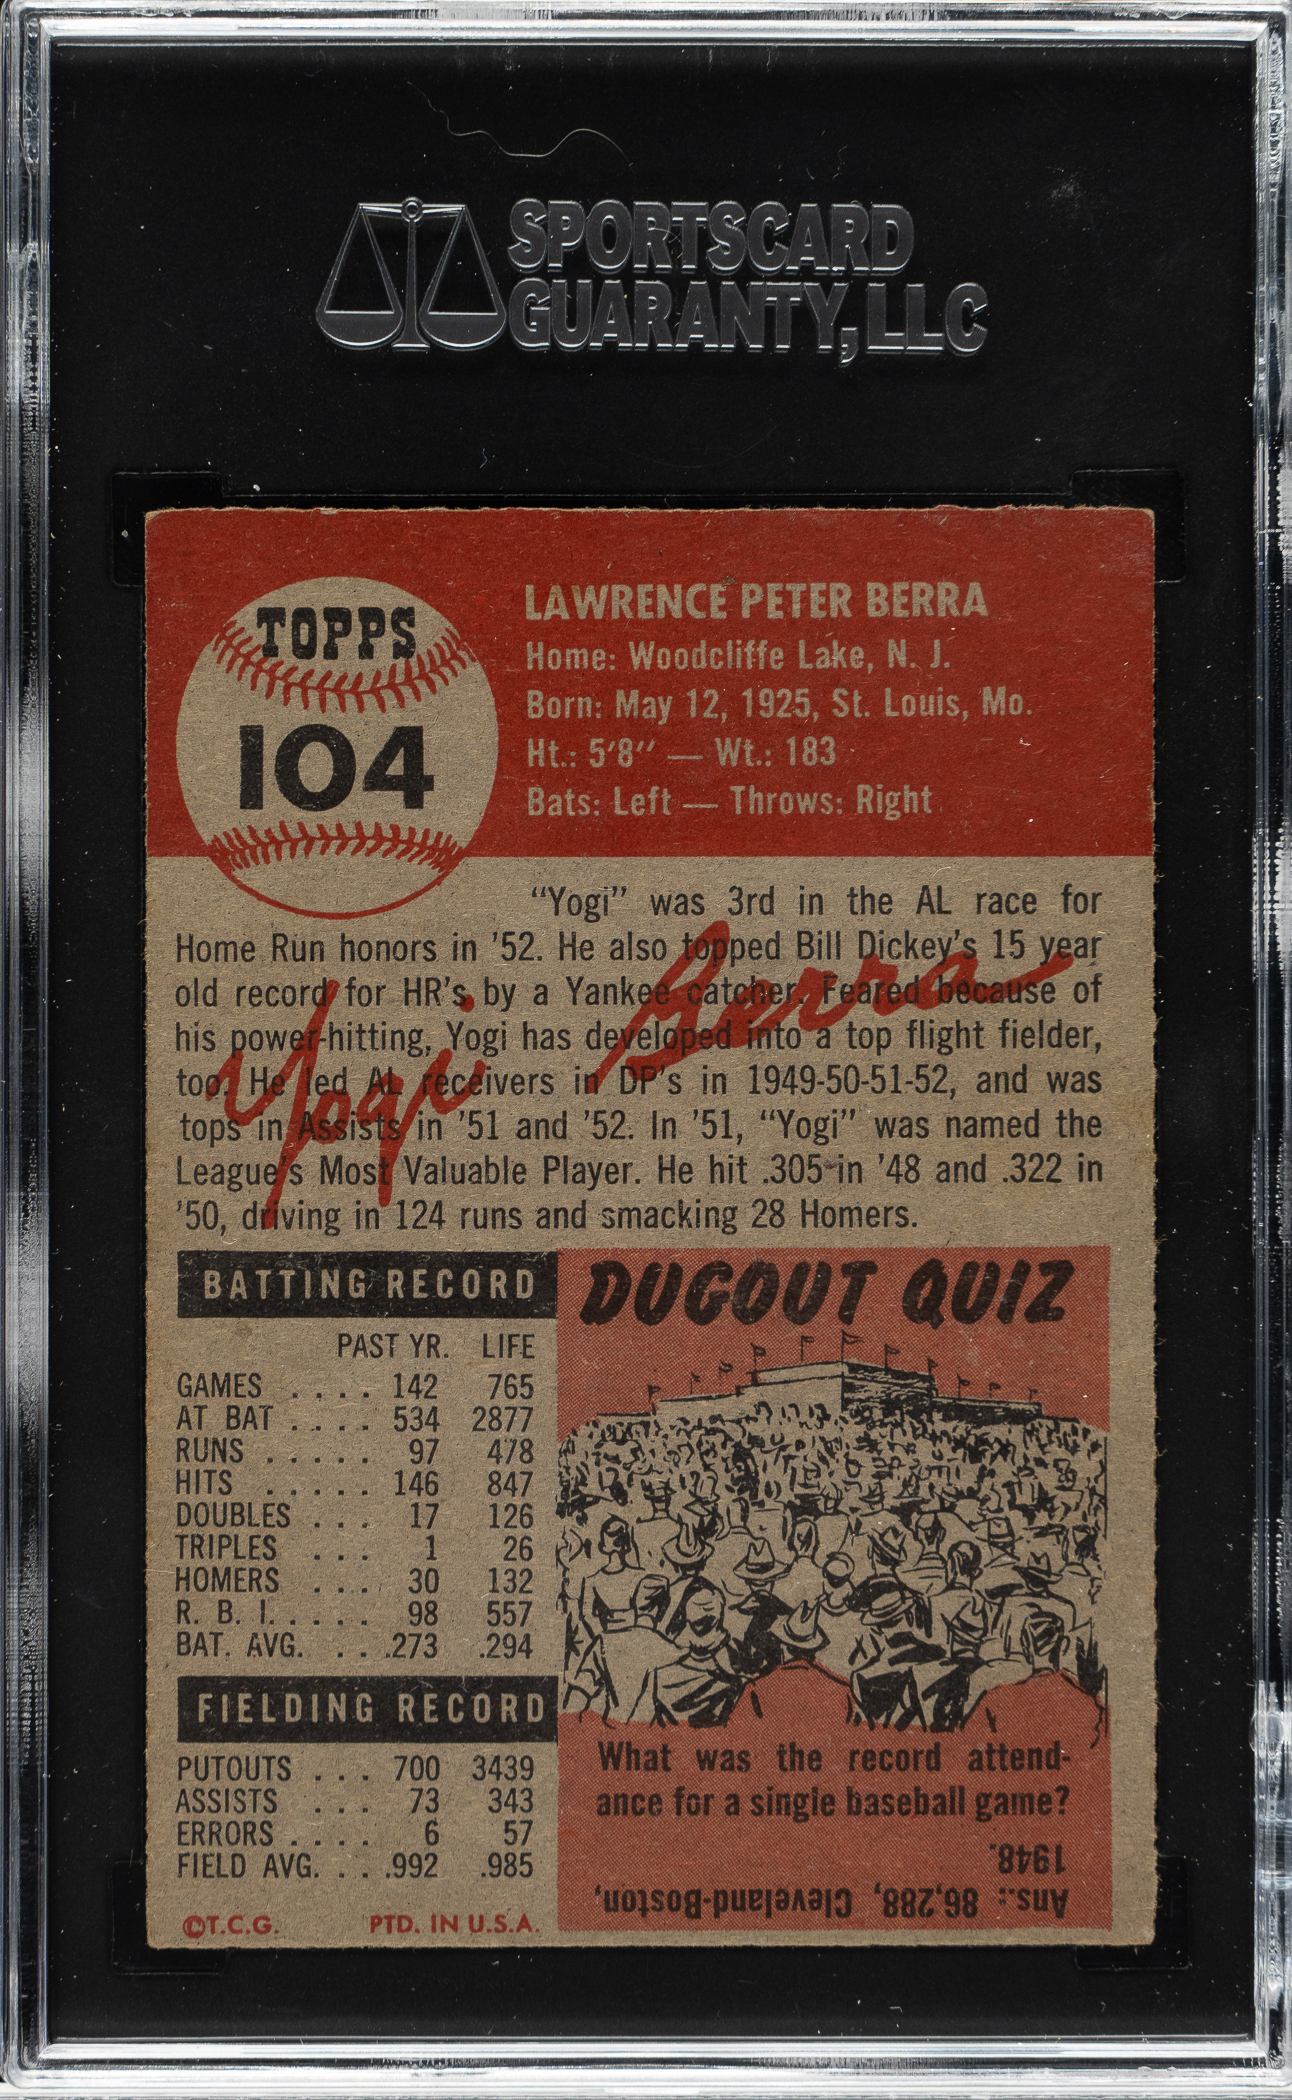 SPORTSCARD
GUARANTY, LLC
TOPPS
104
LAWRENCE PETER BERRA
Home: Woodcliffe Lake, N. J.
Born: May 12, 1925, St. Louis, Mo.
Ht.: 5'8" — Wt.: 183
Bats: Left — Throws: Right
"Yogi" was 3rd in the AL race for
Home Run honors in '52. He also topped Bill Dickey's 15 year
old record for HR's by a Yankee catcher. Feared because of
his power-hitting, Yogi has developed into a top flight fielder,
too. He led AL receivers in DP's in 1949-50-51-52, and was
tops in Assists in '51 and '52. In '51, "Yogi" was named the
League's Most Valuable Player. He hit .305 in '48 and .322 in
'50, driving in 124 runs and smacking 28 Homers.
Yogi Berra
BATTING RECORD
PAST YR. LIFE
GAMES .... 142 765
AT BAT .... 534 2877
RUNS ..... 97 478
HITS ..... 146 847
DOUBLES ... 17 126
TRIPLES ... 1 26
HOMERS ... 30 132
R. B. I. .... 98 557
BAT. AVG. ... .273 .294
FIELDING RECORD
PUTOUTS ... 700 3439
ASSISTS ... 73 343
ERRORS .... 6 57
FIELD AVG. ... .992 .985
©T.C.G. PTD. IN U.S.A.
DUGOUT QUIZ
What was the record attend-
ance for a single baseball game?
Ans.: 86,288, Cleveland-Boston,
1948.